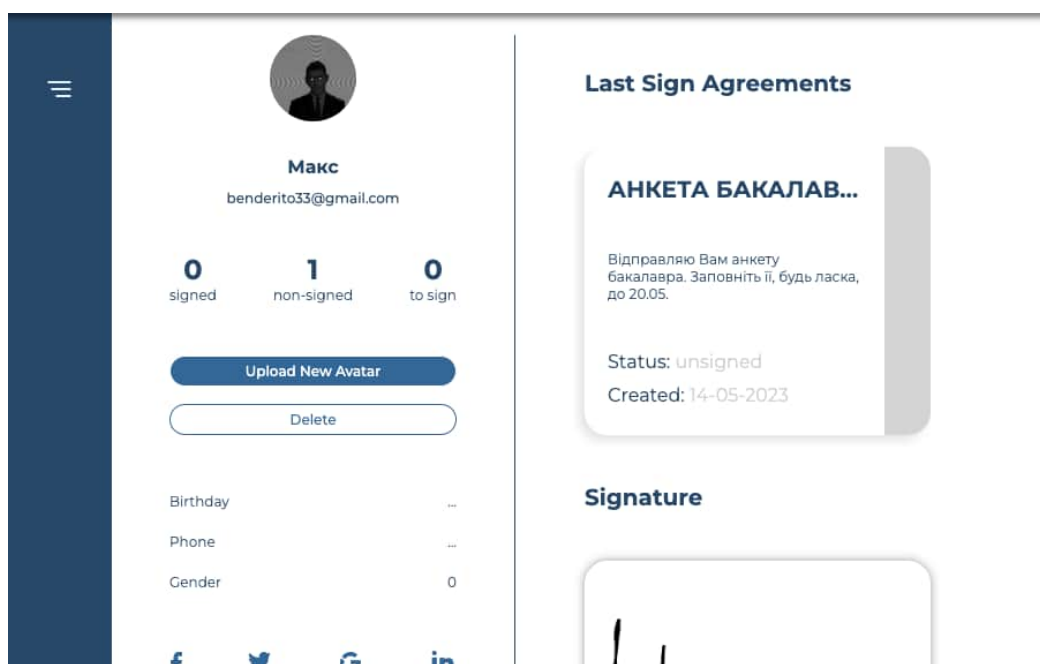 Макс
benderito33@gmail.com
0 1 0
signed non-signed to sign
Upload New Avatar
Delete
Birthday ...
Phone ...
Gender 0
Last Sign Agreements
АНКЕТА БАКАЛАВ...
Відправляю Вам анкету
бакалавра. Заповніть її, будь ласка,
до 20.05.
Status: unsigned
Created: 14-05-2023
Signature